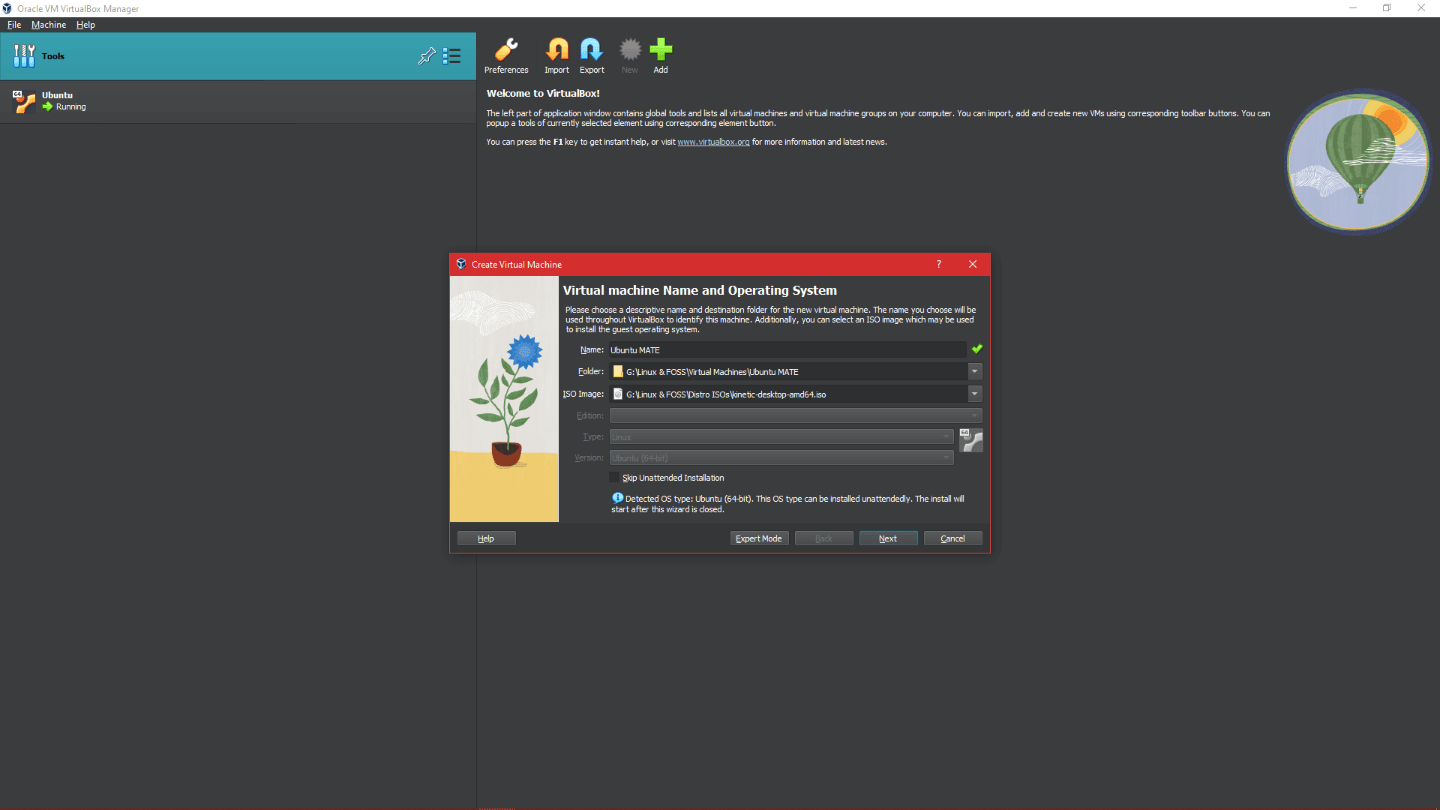 Oracle VM VirtualBox Manager
File Machine Help
Tools
64
Ubuntu
Running
Preferences Import Export New Add
Welcome to VirtualBox!
The left part of application window contains global tools and lists all virtual machines and virtual machine groups on your computer. You can import, add and create new VMs using corresponding toolbar buttons. You can
popup a tools of currently selected element using corresponding element button.
You can press the F1 key to get instant help, or visit www.virtualbox.org for more information and latest news.
Create Virtual Machine
?
Virtual machine Name and Operating System
Please choose a descriptive name and destination folder for the new virtual machine. The name you choose will be
used throughout VirtualBox to identify this machine. Additionally, you can select an ISO image which may be used
to install the guest operating system.
Name: Ubuntu MATE
Folder: G:\Linux & FOSS\Virtual Machines\Ubuntu MATE
ISO Image: G:\Linux & FOSS\Distro ISOs\kinetic-desktop-amd64.iso
Edition:
Type: Linux
64
Version: Ubuntu (64-bit)
Skip Unattended Installation
Detected OS type: Ubuntu (64-bit). This OS type can be installed unattendedly. The install will
start after this wizard is closed.
Help Expert Mode Back Next Cancel